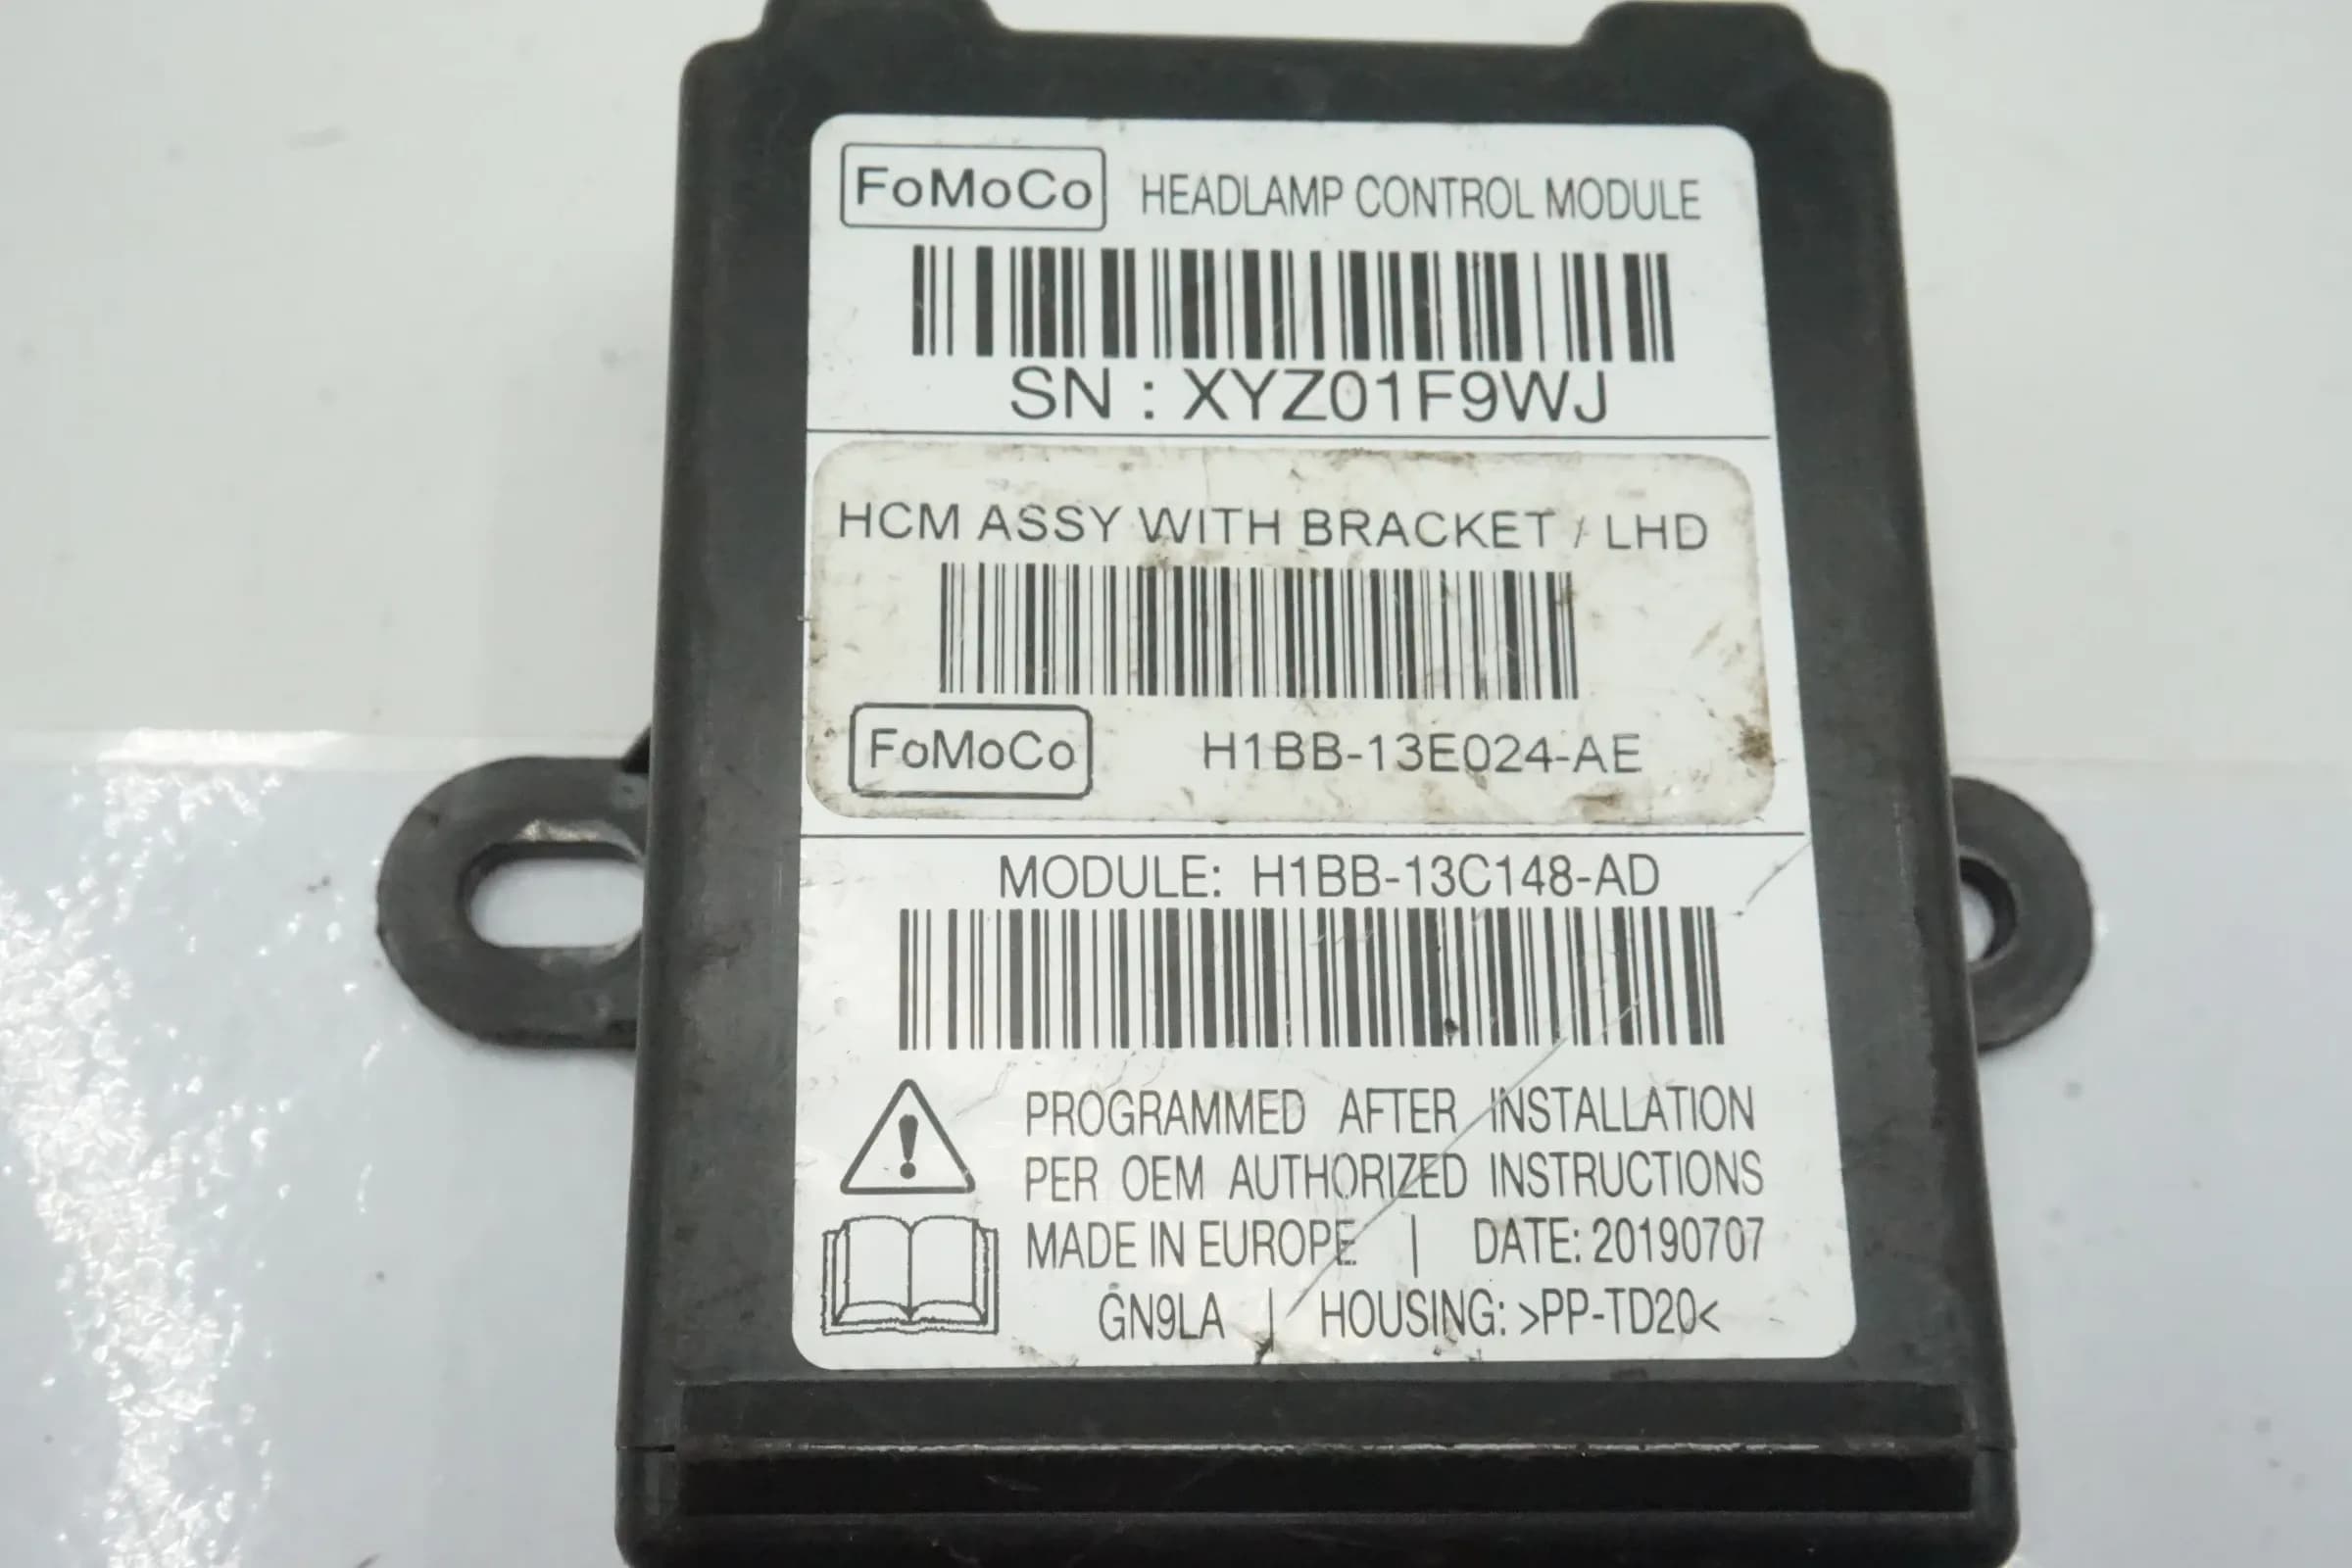 FoMoCo HEADLAMP CONTROL MODULE
SN : XYZ01F9WJ
HCM ASSY WITH BRACKET / LHD
FoMoCo H1BB-13E024-AE
MODULE: H1BB-13C148-AD
PROGRAMMED AFTER INSTALLATION
PER OEM AUTHORIZED INSTRUCTIONS
MADE IN EUROPE | DATE: 20190707
GN9LA | HOUSING: >PP-TD20<